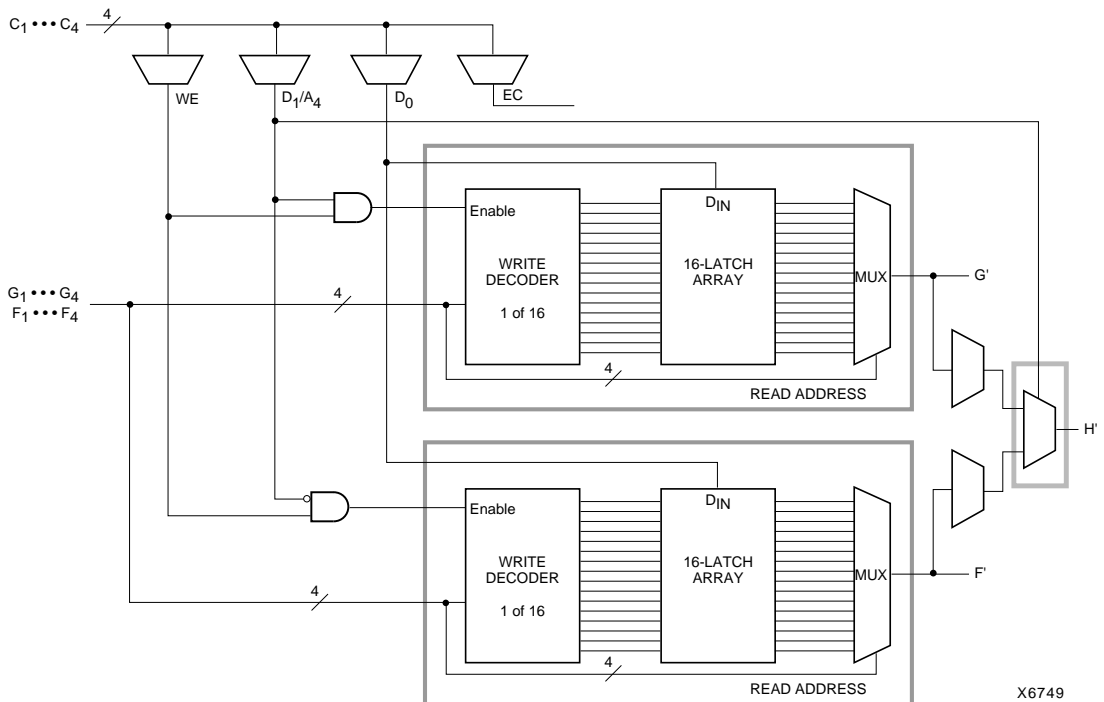 C1 ••• C4
4
WE
D1/A4
D0
EC
Enable
WRITE
DECODER
1 of 16
DIN
16-LATCH
ARRAY
MUX
G'
G1 ••• G4
F1 ••• F4
4
4
READ ADDRESS
H'
Enable
WRITE
DECODER
1 of 16
DIN
16-LATCH
ARRAY
MUX
F'
4
4
READ ADDRESS
X6749